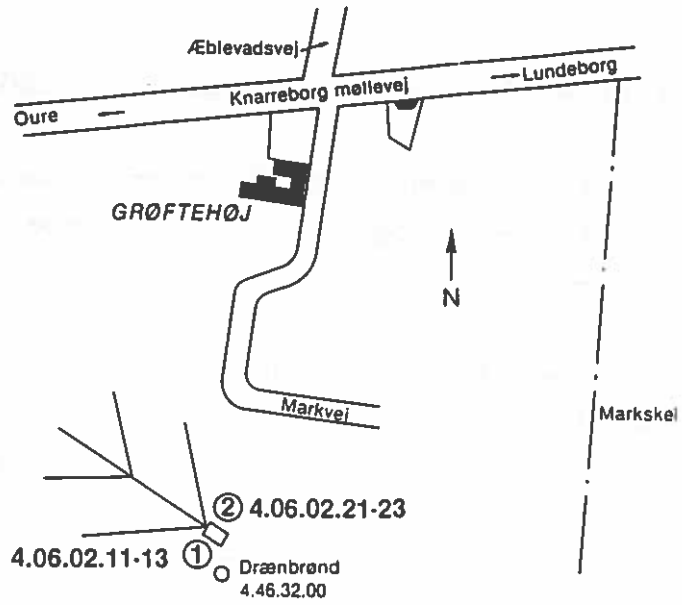 Æblevadsvej
Lundeborg
Knarreborg møllevej
Oure
GRØFTEHØJ
N
Markvej
Markskel
② 4.06.02.21-23
4.06.02.11-13 ①
Drænbrønd
4.46.32.00